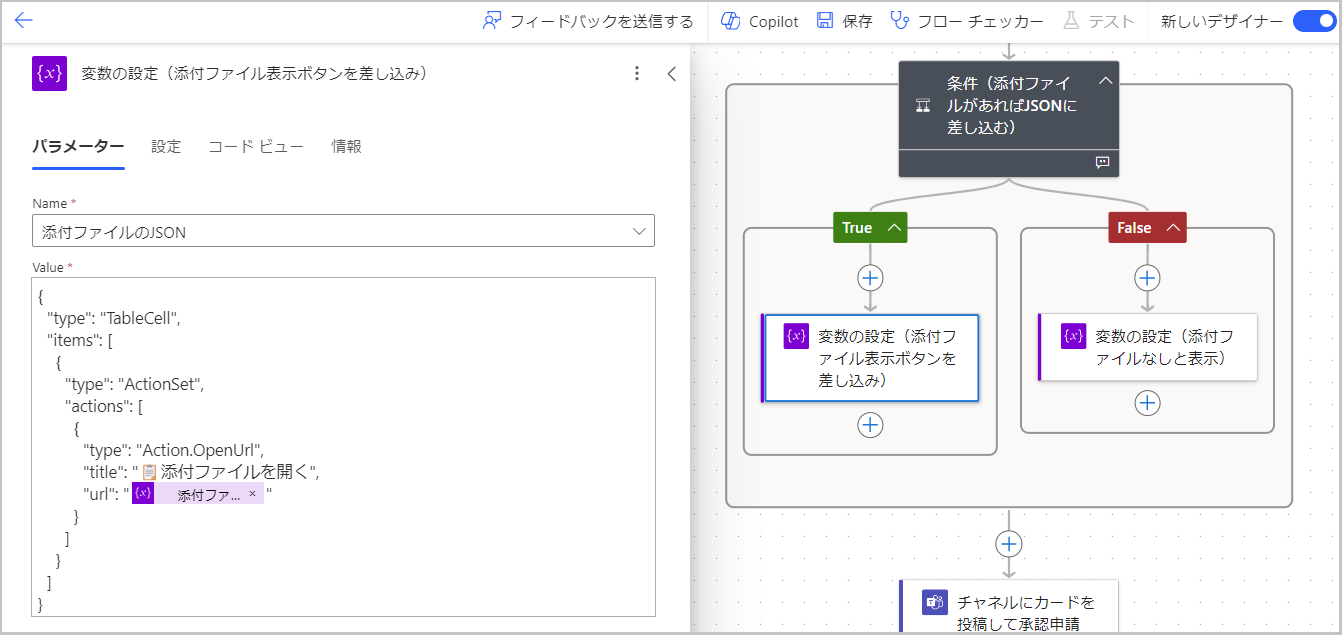 フィードバックを送信する
Copilot
保存
フロー チェッカー
テスト
新しいデザイナー
{x}
変数の設定（添付ファイル表示ボタンを差し込み）
パラメーター
設定
コード ビュー
情報
Name *
添付ファイルのJSON
Value *
{
"type": "TableCell",
"items": [
{
"type": "ActionSet",
"actions": [
{
"type": "Action.OpenUrl",
"title": "📋添付ファイルを開く",
"url": " {x} 添付ファ... × "
}
]
}
]
}
条件（添付ファイ
ルがあればJSONに
差し込む）
True
False
{x}
変数の設定（添付フ
ァイル表示ボタンを
差し込み）
{x}
変数の設定（添付フ
ァイルなしと表示）
チャネルにカードを
投稿して承認申請